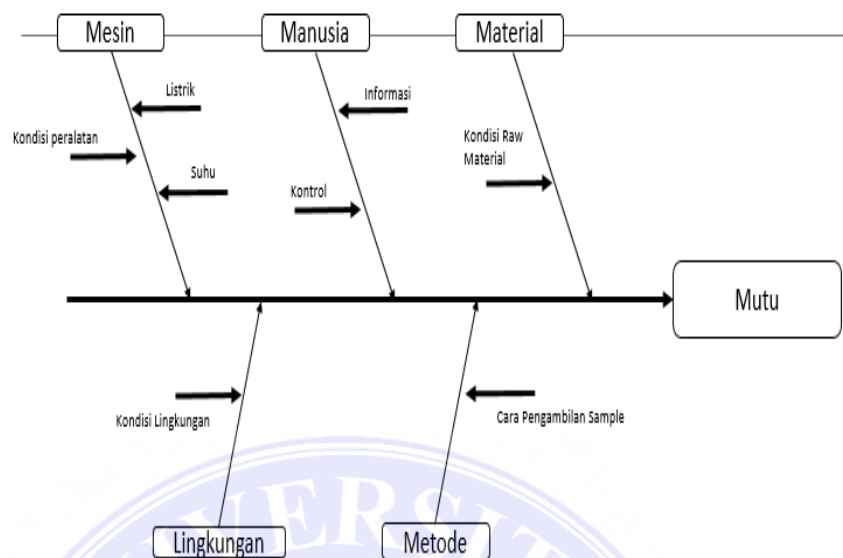 Mesin
Manusia
Material
Listrik
Informasi
Kondisi peralatan
Kondisi Raw
Material
Suhu
Kontrol
Mutu
Kondisi Lingkungan
Cara Pengambilan Sample
Lingkungan
Metode